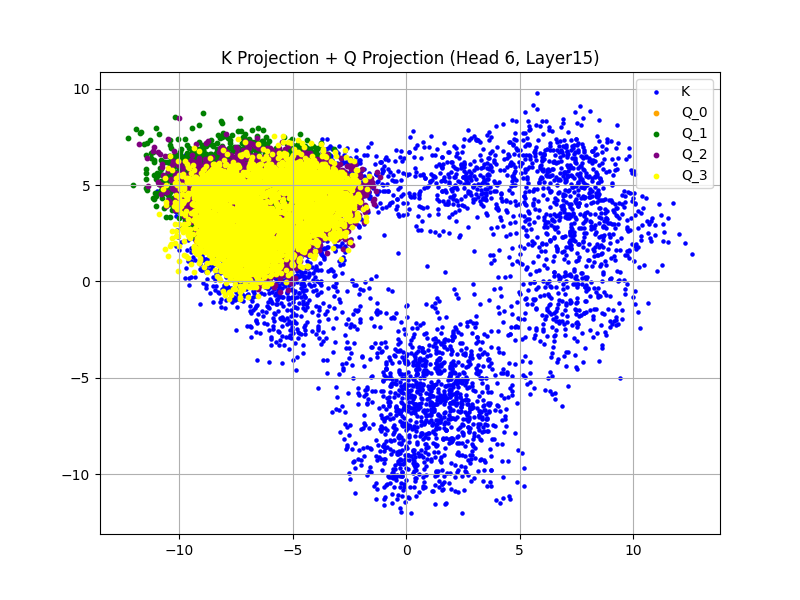 K Projection + Q Projection (Head 6, Layer15)
10
5
0
−5
−10
−10
−5
0
5
10
K
Q_0
Q_1
Q_2
Q_3